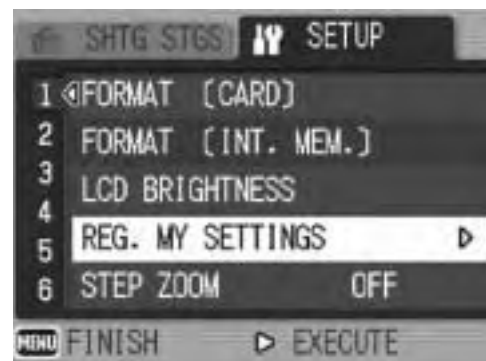 SHTG STGS SETUP
1 FORMAT [CARD]
2 FORMAT [INT. MEM.]
3 LCD BRIGHTNESS
4
5 REG. MY SETTINGS
6 STEP ZOOM OFF
MENU FINISH EXECUTE